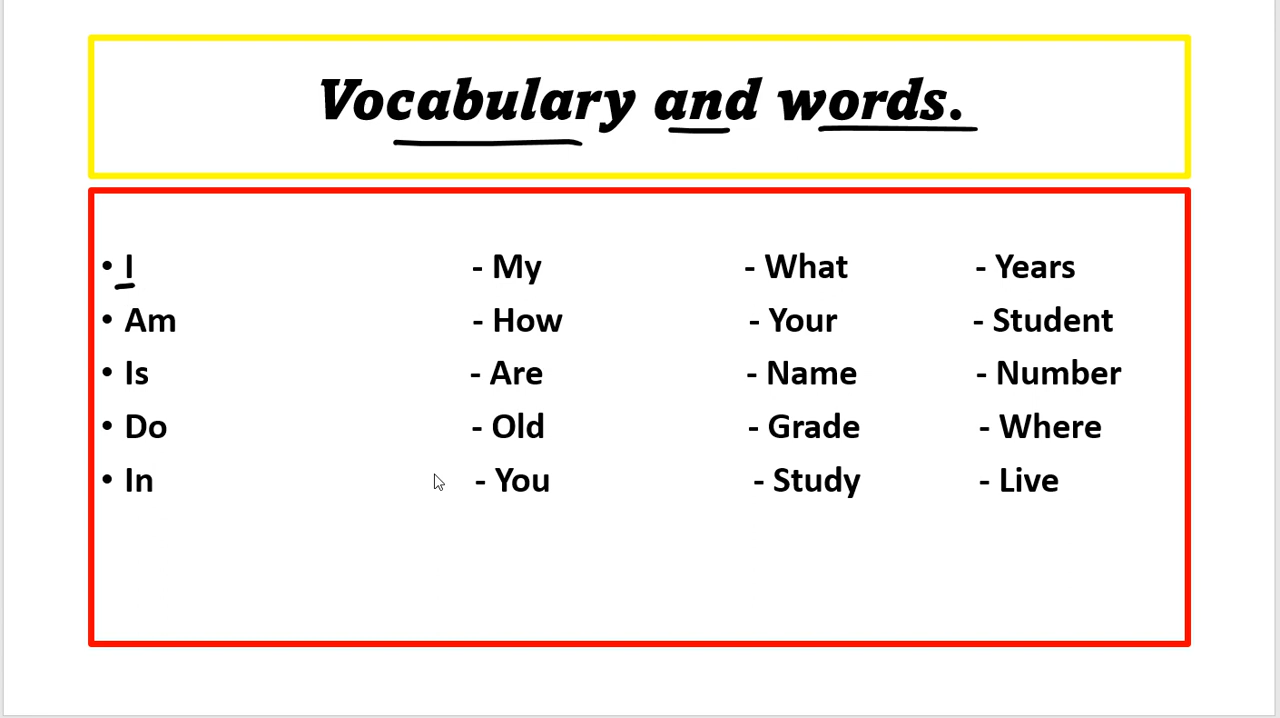 Vocabulary and words.
• I - My - What - Years
• Am - How - Your - Student
• Is - Are - Name - Number
• Do - Old - Grade - Where
• In - You - Study - Live